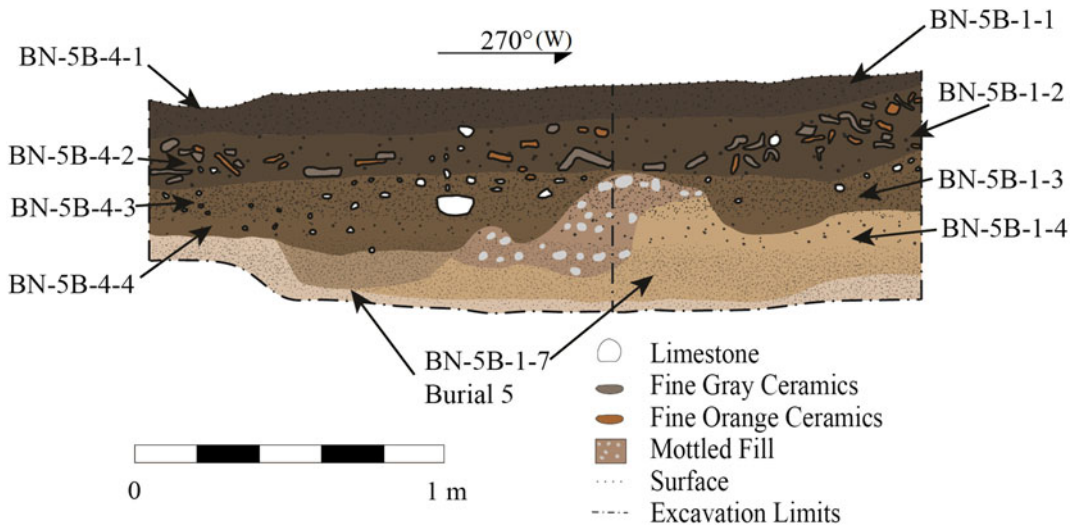 BN-5B-1-1
270° (W)
BN-5B-4-1
BN-5B-1-2
BN-5B-4-2
BN-5B-1-3
BN-5B-4-3
BN-5B-1-4
BN-5B-4-4
BN-5B-1-7
Burial 5
Limestone
Fine Gray Ceramics
Fine Orange Ceramics
Mottled Fill
Surface
Excavation Limits
0
1 m